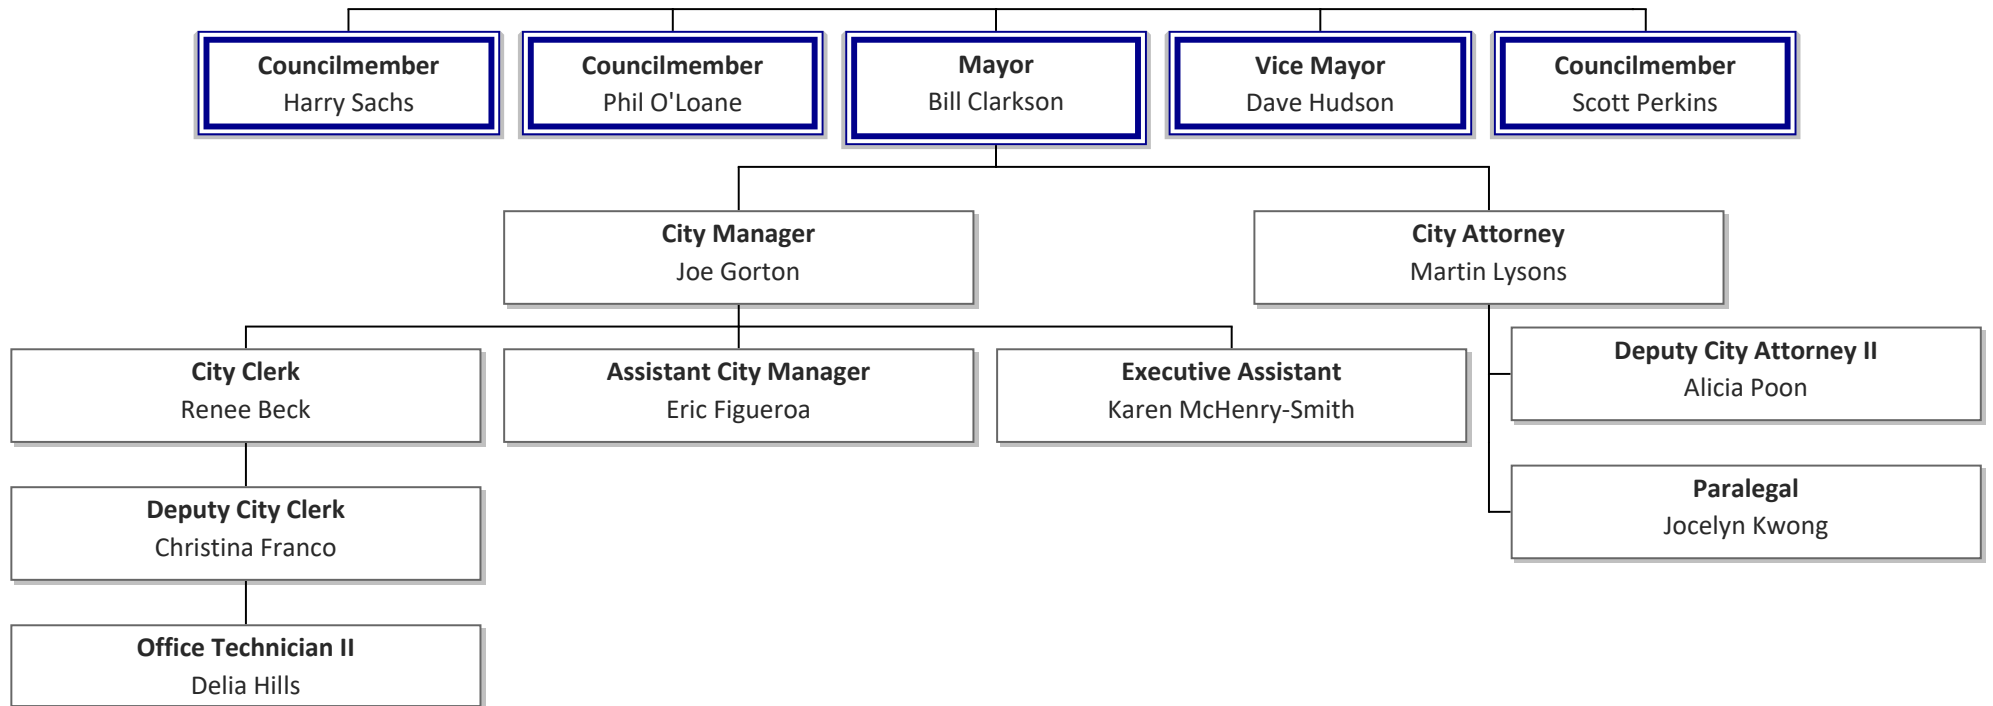 Councilmember
Harry Sachs
Councilmember
Phil O'Loane
Mayor
Bill Clarkson
Vice Mayor
Dave Hudson
Councilmember
Scott Perkins
City Manager
Joe Gorton
City Attorney
Martin Lysons
City Clerk
Renee Beck
Assistant City Manager
Eric Figueroa
Executive Assistant
Karen McHenry-Smith
Deputy City Attorney II
Alicia Poon
Deputy City Clerk
Christina Franco
Paralegal
Jocelyn Kwong
Office Technician II
Delia Hills